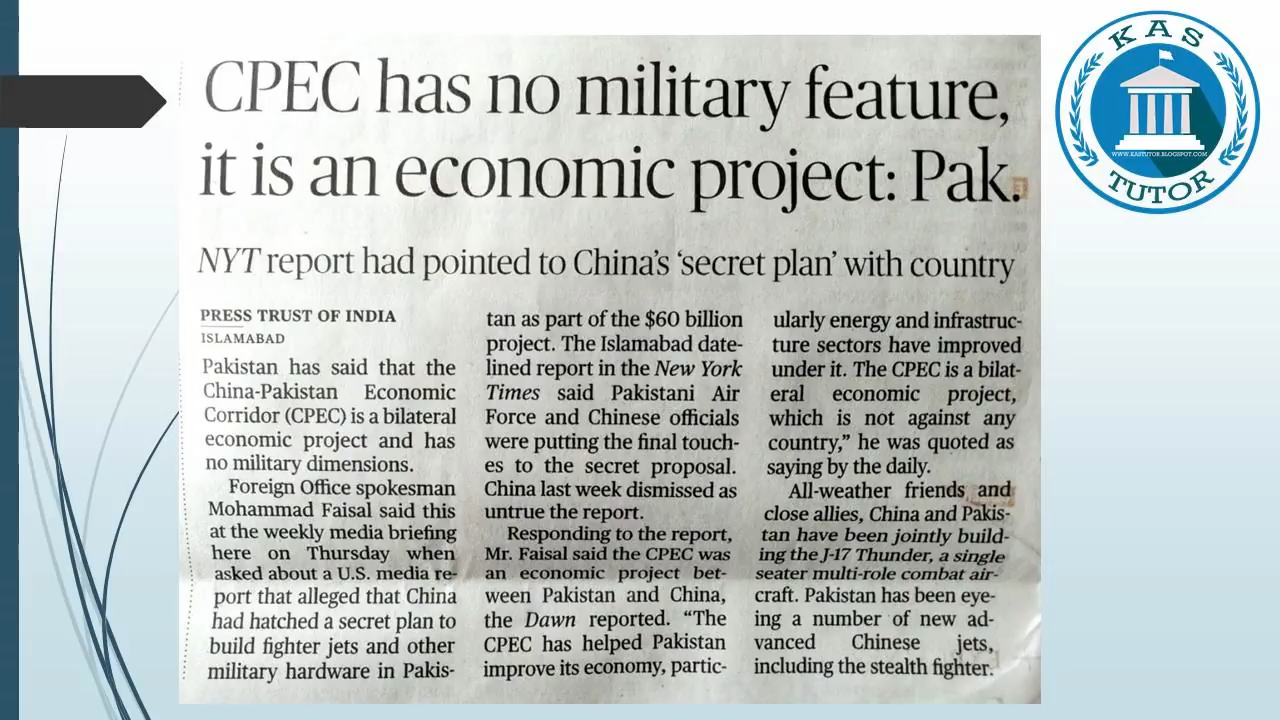 CPEC has no military feature,
it is an economic project: Pak.
NYT report had pointed to China's 'secret plan' with country
PRESS TRUST OF INDIA
ISLAMABAD
Pakistan has said that the
China-Pakistan Economic
Corridor (CPEC) is a bilateral
economic project and has
no military dimensions.
Foreign Office spokesman
Mohammad Faisal said this
at the weekly media briefing
here on Thursday when
asked about a U.S. media re-
port that alleged that China
had hatched a secret plan to
build fighter jets and other
military hardware in Pakis-
tan as part of the $60 billion
project. The Islamabad date-
lined report in the New York
Times said Pakistani Air
Force and Chinese officials
were putting the final touch-
es to the secret proposal.
China last week dismissed as
untrue the report.
Responding to the report,
Mr. Faisal said the CPEC was
an economic project bet-
ween Pakistan and China,
the Dawn reported. "The
CPEC has helped Pakistan
improve its economy, partic-
ularly energy and infrastruc-
ture sectors have improved
under it. The CPEC is a bilat-
eral economic project,
which is not against any
country," he was quoted as
saying by the daily.
All-weather friends and
close allies, China and Pakis-
tan have been jointly build-
ing the J-17 Thunder, a single
seater multi-role combat air-
craft. Pakistan has been eye-
ing a number of new ad-
vanced Chinese jets,
including the stealth fighter.
KAS
WWW.KASTUTOR.BLOGSPOT.COM
TUTOR